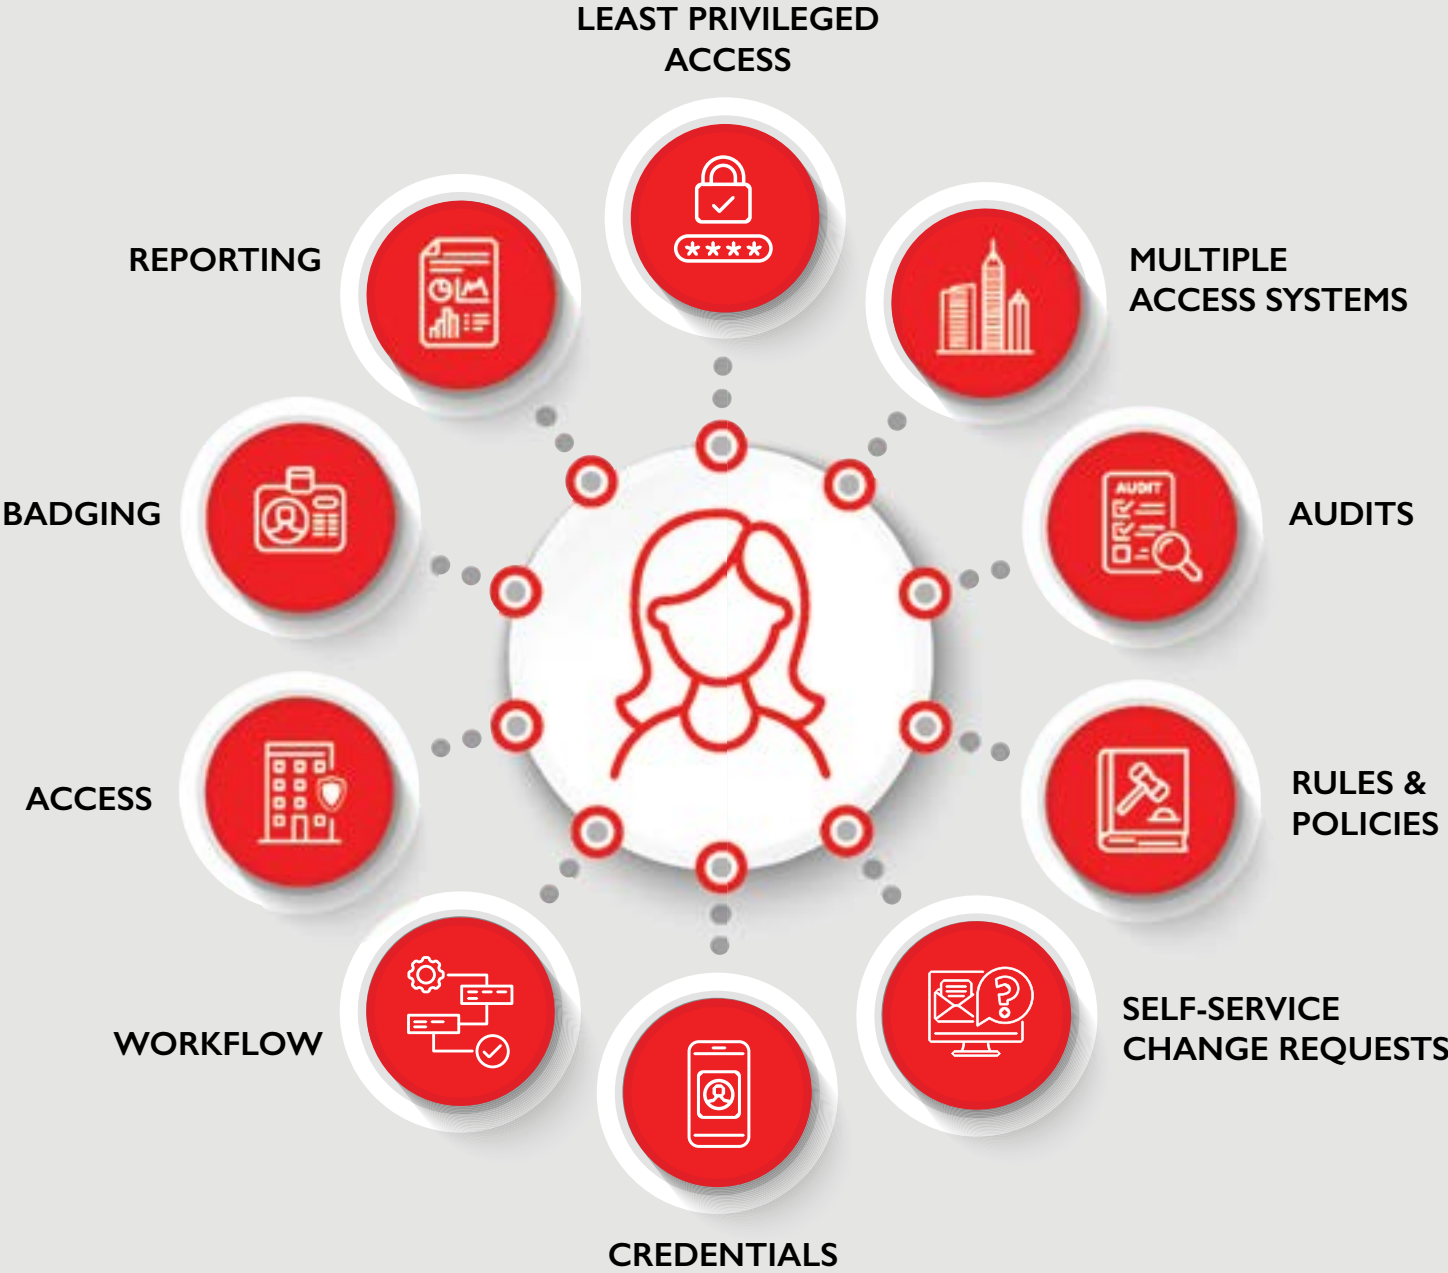 LEAST PRIVILEGED
ACCESS
****
REPORTING
MULTIPLE
ACCESS SYSTEMS
BADGING
AUDIT
AUDITS
ACCESS
RULES &
POLICIES
WORKFLOW
?
SELF-SERVICE
CHANGE REQUESTS
CREDENTIALS